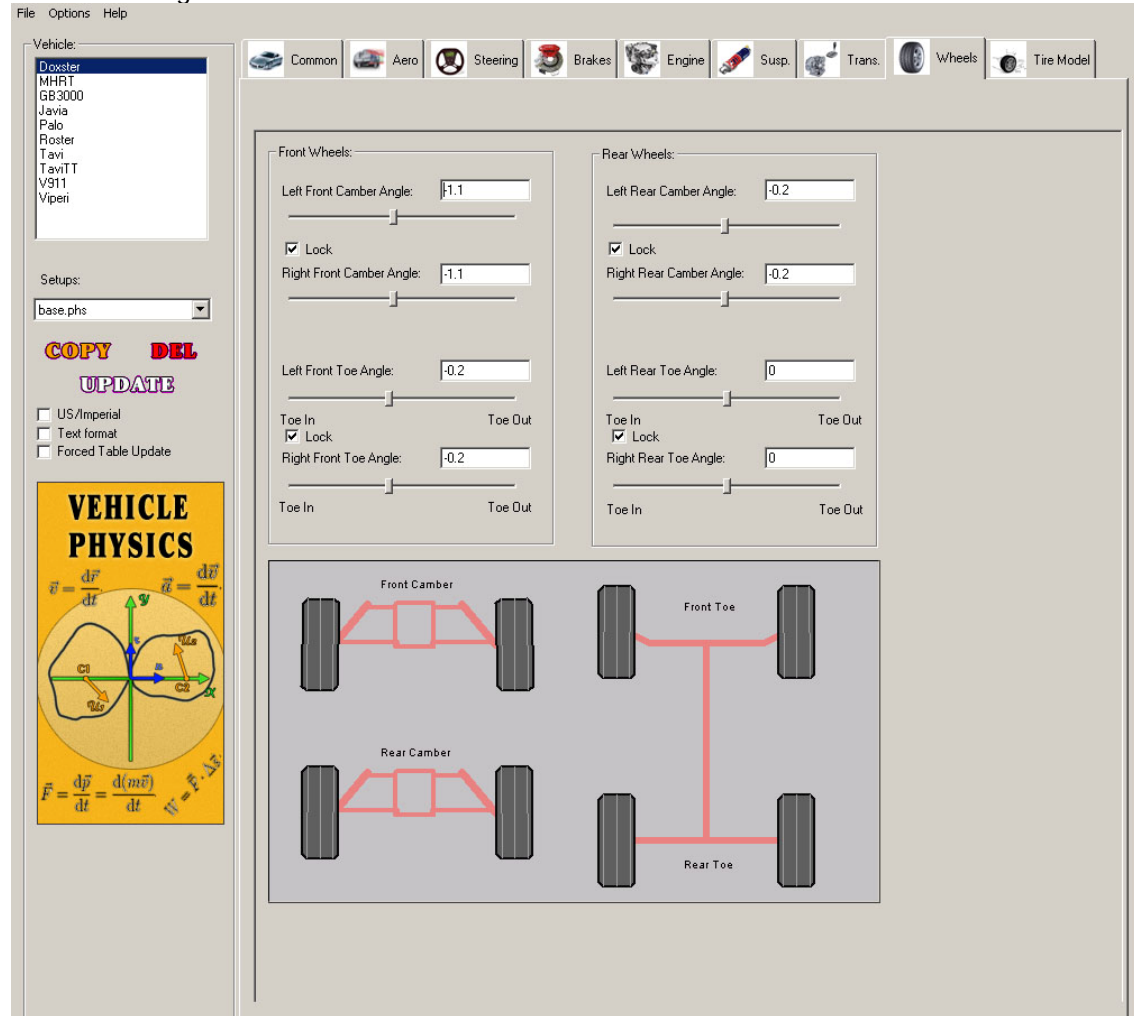 File Options Help
Vehicle:
Doxster
MHRT
GB3000
Javia
Palo
Roster
Tavi
TaviTT
V911
Viperi
Setups:
base.phs
COPY DEL
UPDATE
US/Imperial
Text format
Forced Table Update
VEHICLE
PHYSICS
Common Aero Steering Brakes Engine Susp. Trans. Wheels Tire Model
Front Wheels:
Left Front Camber Angle: -1.1
Lock
Right Front Camber Angle: -1.1
Left Front Toe Angle: -0.2
Toe In Toe Out
Lock
Right Front Toe Angle: -0.2
Toe In Toe Out
Rear Wheels:
Left Rear Camber Angle: -0.2
Lock
Right Rear Camber Angle: -0.2
Left Rear Toe Angle: 0
Toe In Toe Out
Lock
Right Rear Toe Angle: 0
Toe In Toe Out
Front Camber
Front Toe
Rear Camber
Rear Toe